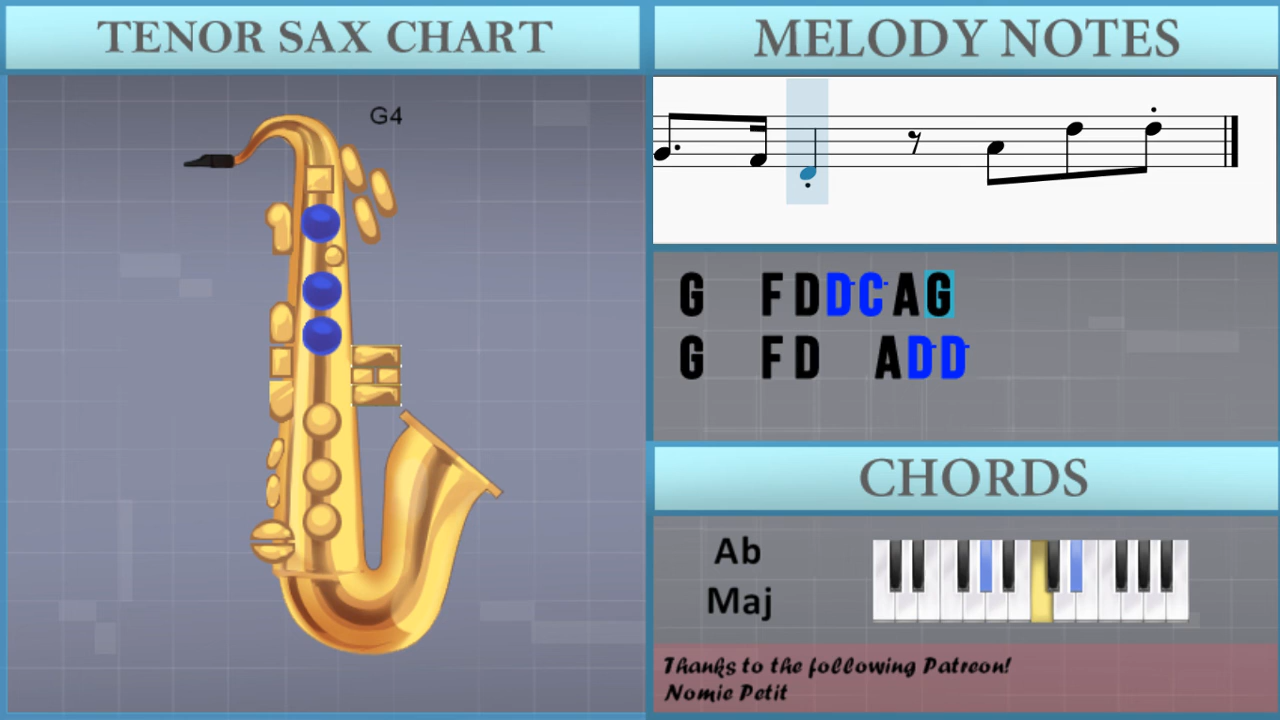 TENOR SAX CHART
G4
MELODY NOTES
G F D D C A G
G F D A D D
CHORDS
Ab
Maj
Thanks to the following Patreon!
Nomie Petit